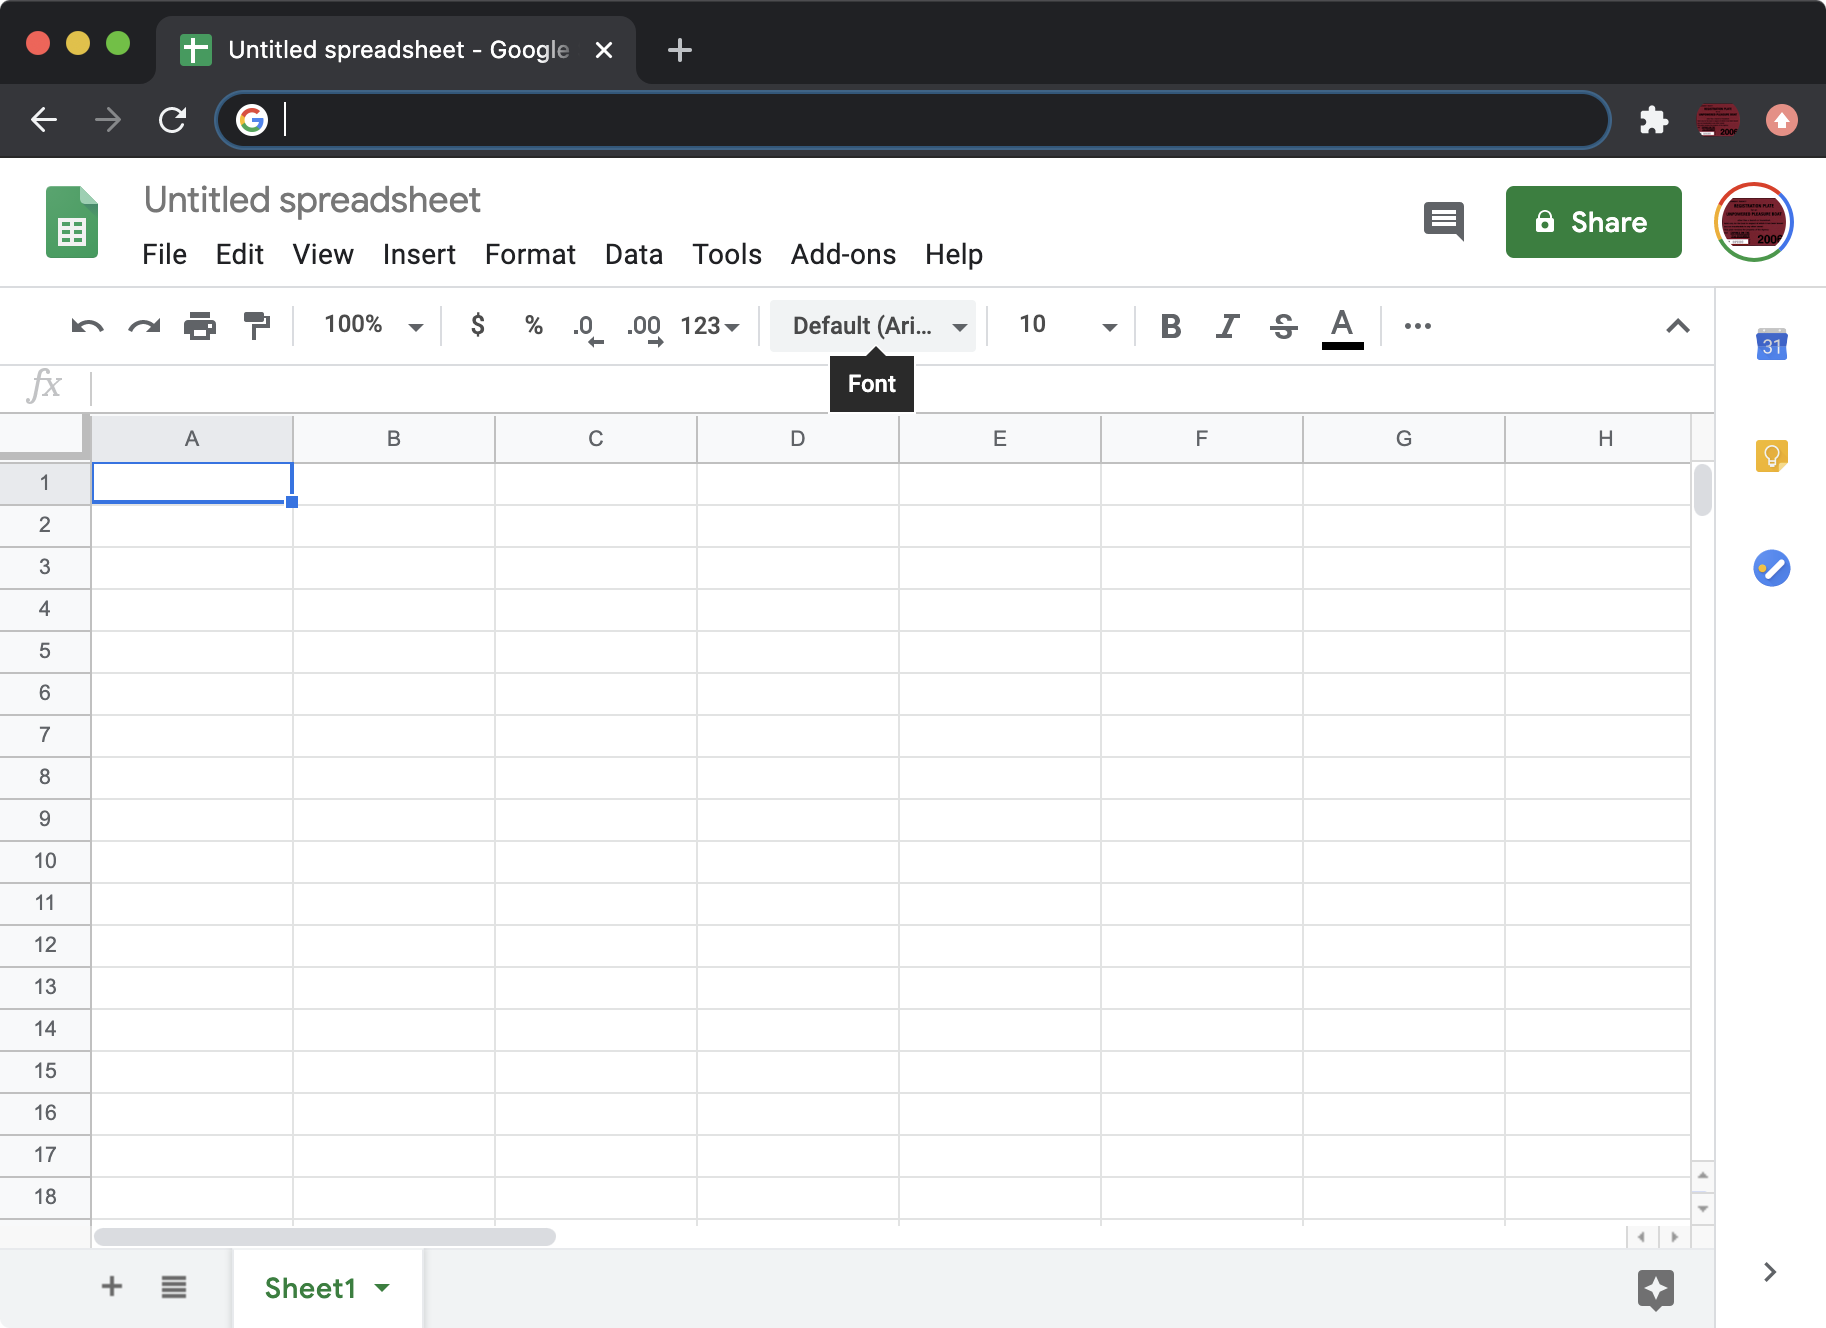 Untitled spreadsheet - Google
Untitled spreadsheet
Share
File Edit View Insert Format Data Tools Add-ons Help
100% $ % .0 .00 123 Default (Ari... 10 B I S A
31
Font
fx
A B C D E F G H
1
2
3
4
5
6
7
8
9
10
11
12
13
14
15
16
17
18
Sheet1